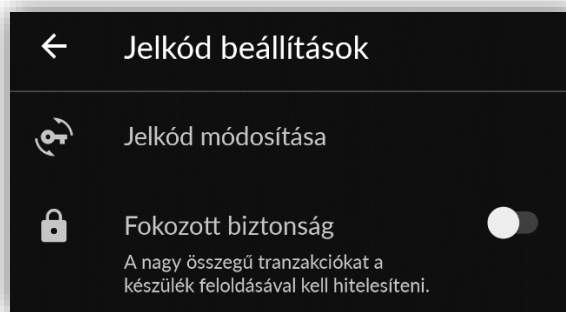 Jelkód beállítások
Jelkód módosítása
Fokozott biztonság
A nagy összegű tranzakciókat a
készülék feloldásával kell hitelesíteni.